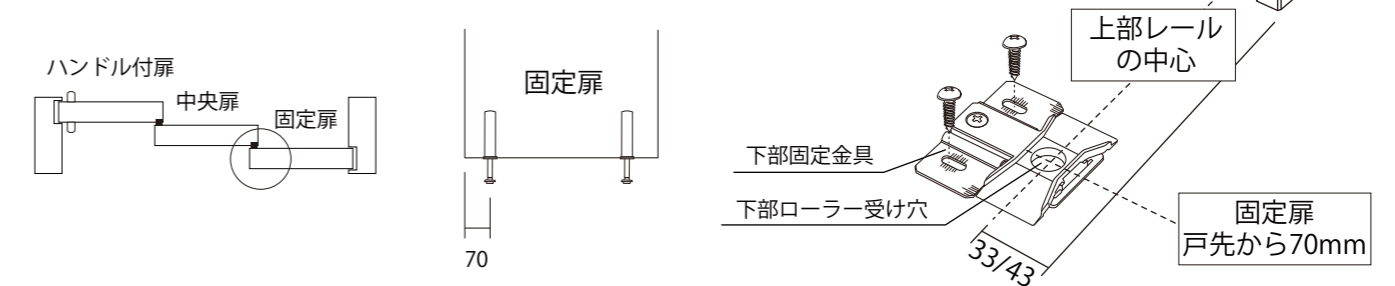 ハンドル付扉
中央扉
固定扉
固定扉
70
上部レール
の中心
下部固定金具
下部ローラー受け穴
33/43
固定扉
戸先から70mm